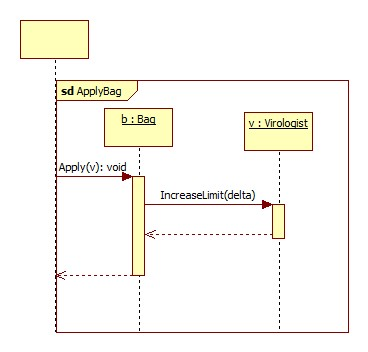 sd ApplyBag
b : Bag
v : Virologist
Apply(v): void
IncreaseLimit(delta)